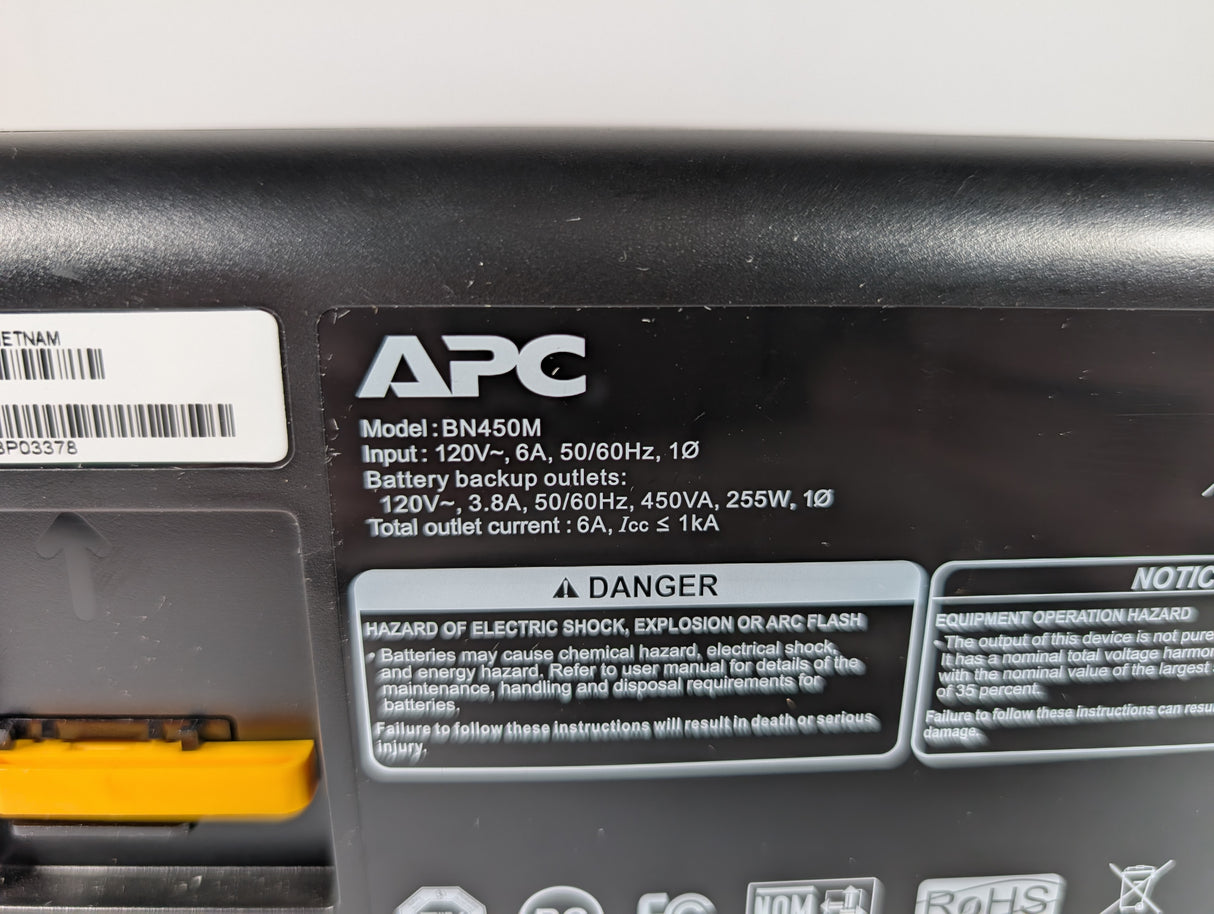 ETNAM
BP03378
APC
Model : BN450M
Input : 120V~, 6A, 50/60Hz, 1Ø
Battery backup outlets:
120V~, 3.8A, 50/60Hz, 450VA, 255W, 1Ø
Total outlet current : 6A, Icc ≤ 1kA
⚠ DANGER
HAZARD OF ELECTRIC SHOCK, EXPLOSION OR ARC FLASH
• Batteries may cause chemical hazard, electrical shock,
and energy hazard. Refer to user manual for details of the
maintenance, handling and disposal requirements for
batteries.
Failure to follow these instructions will result in death or serious
injury.
NOTIC
EQUIPMENT OPERATION HAZARD
• The output of this device is not pure
It has a nominal total voltage harmon
with the nominal value of the largest
of 35 percent.
Failure to follow these instructions can resu
damage.
NOM
RoHS